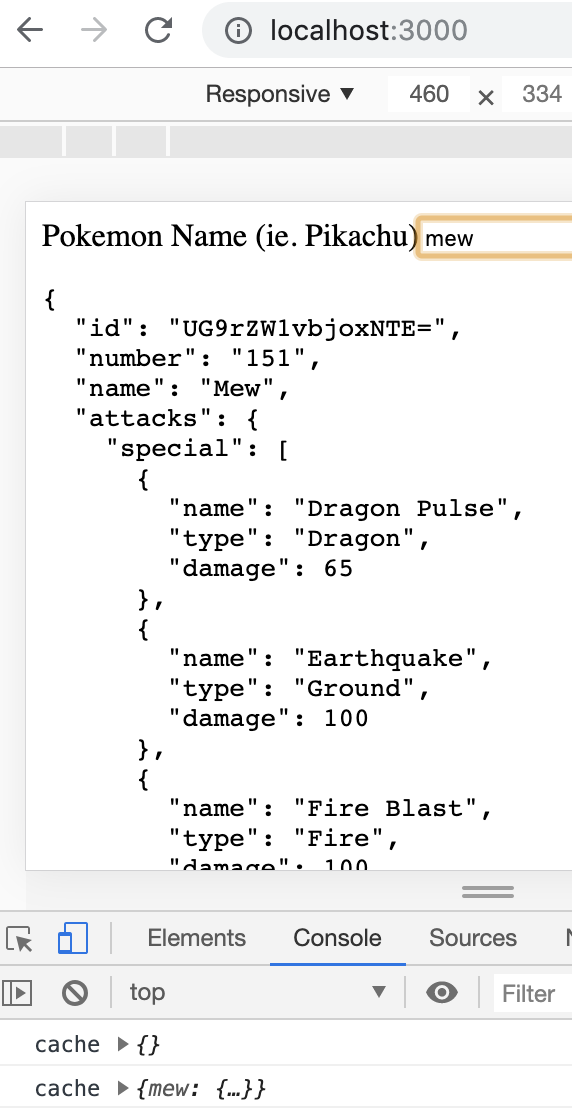 localhost:3000
Responsive ▼ 460 × 334
Pokemon Name (ie. Pikachu) mew
{
  "id": "UG9rZW1vbjoxNTE=",
  "number": "151",
  "name": "Mew",
  "attacks": {
    "special": [
      {
        "name": "Dragon Pulse",
        "type": "Dragon",
        "damage": 65
      },
      {
        "name": "Earthquake",
        "type": "Ground",
        "damage": 100
      },
      {
        "name": "Fire Blast",
        "type": "Fire",
        "damage": 100
Elements Console Sources N
top ▼ Filter
cache ▶ {}
cache ▶ {mew: {…}}